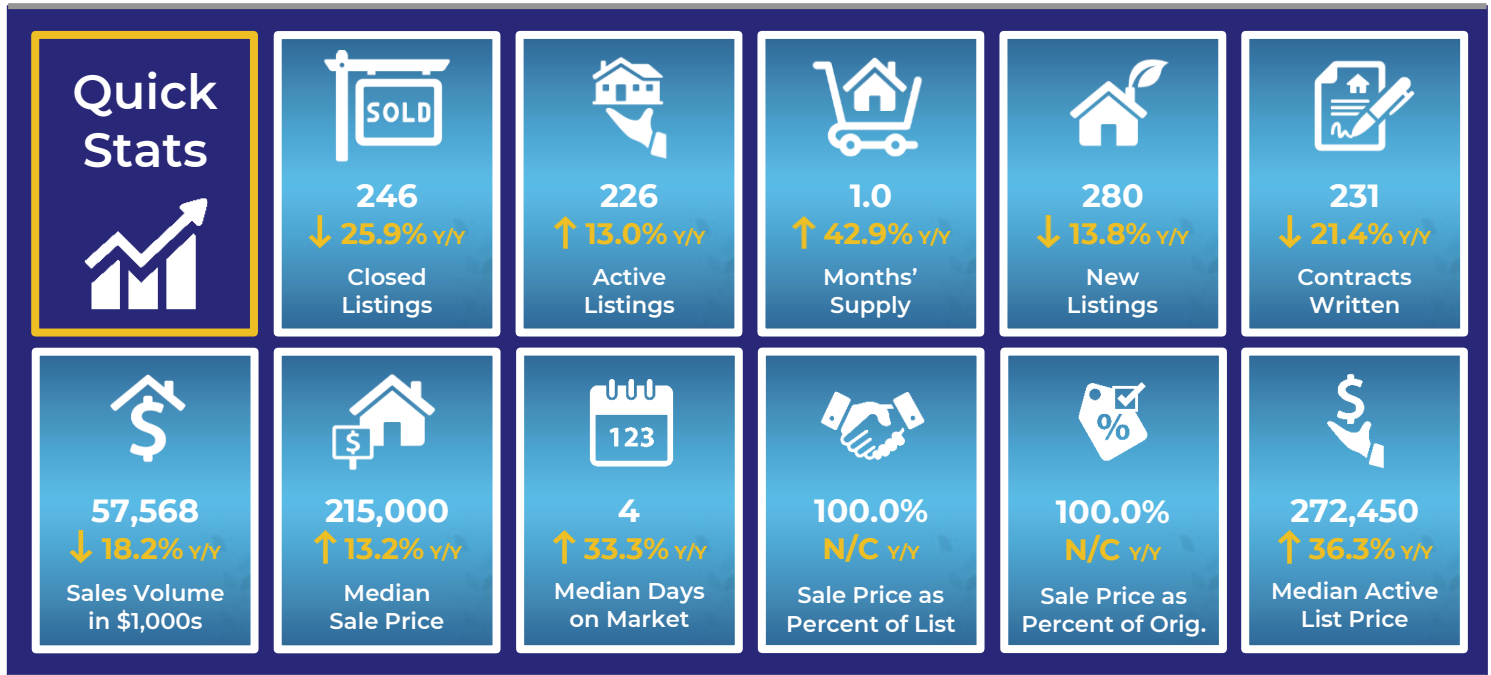 Quick
Stats
SOLD
246
↓ 25.9% Y/Y
Closed
Listings
226
↑ 13.0% Y/Y
Active
Listings
1.0
↑ 42.9% Y/Y
Months’
Supply
280
↓ 13.8% Y/Y
New
Listings
231
↓ 21.4% Y/Y
Contracts
Written
$
57,568
↓ 18.2% Y/Y
Sales Volume
in $1,000s
$
215,000
↑ 13.2% Y/Y
Median
Sale Price
123
4
↑ 33.3% Y/Y
Median Days
on Market
100.0%
N/C Y/Y
Sale Price as
Percent of List
%
100.0%
N/C Y/Y
Sale Price as
Percent of Orig.
$
272,450
↑ 36.3% Y/Y
Median Active
List Price